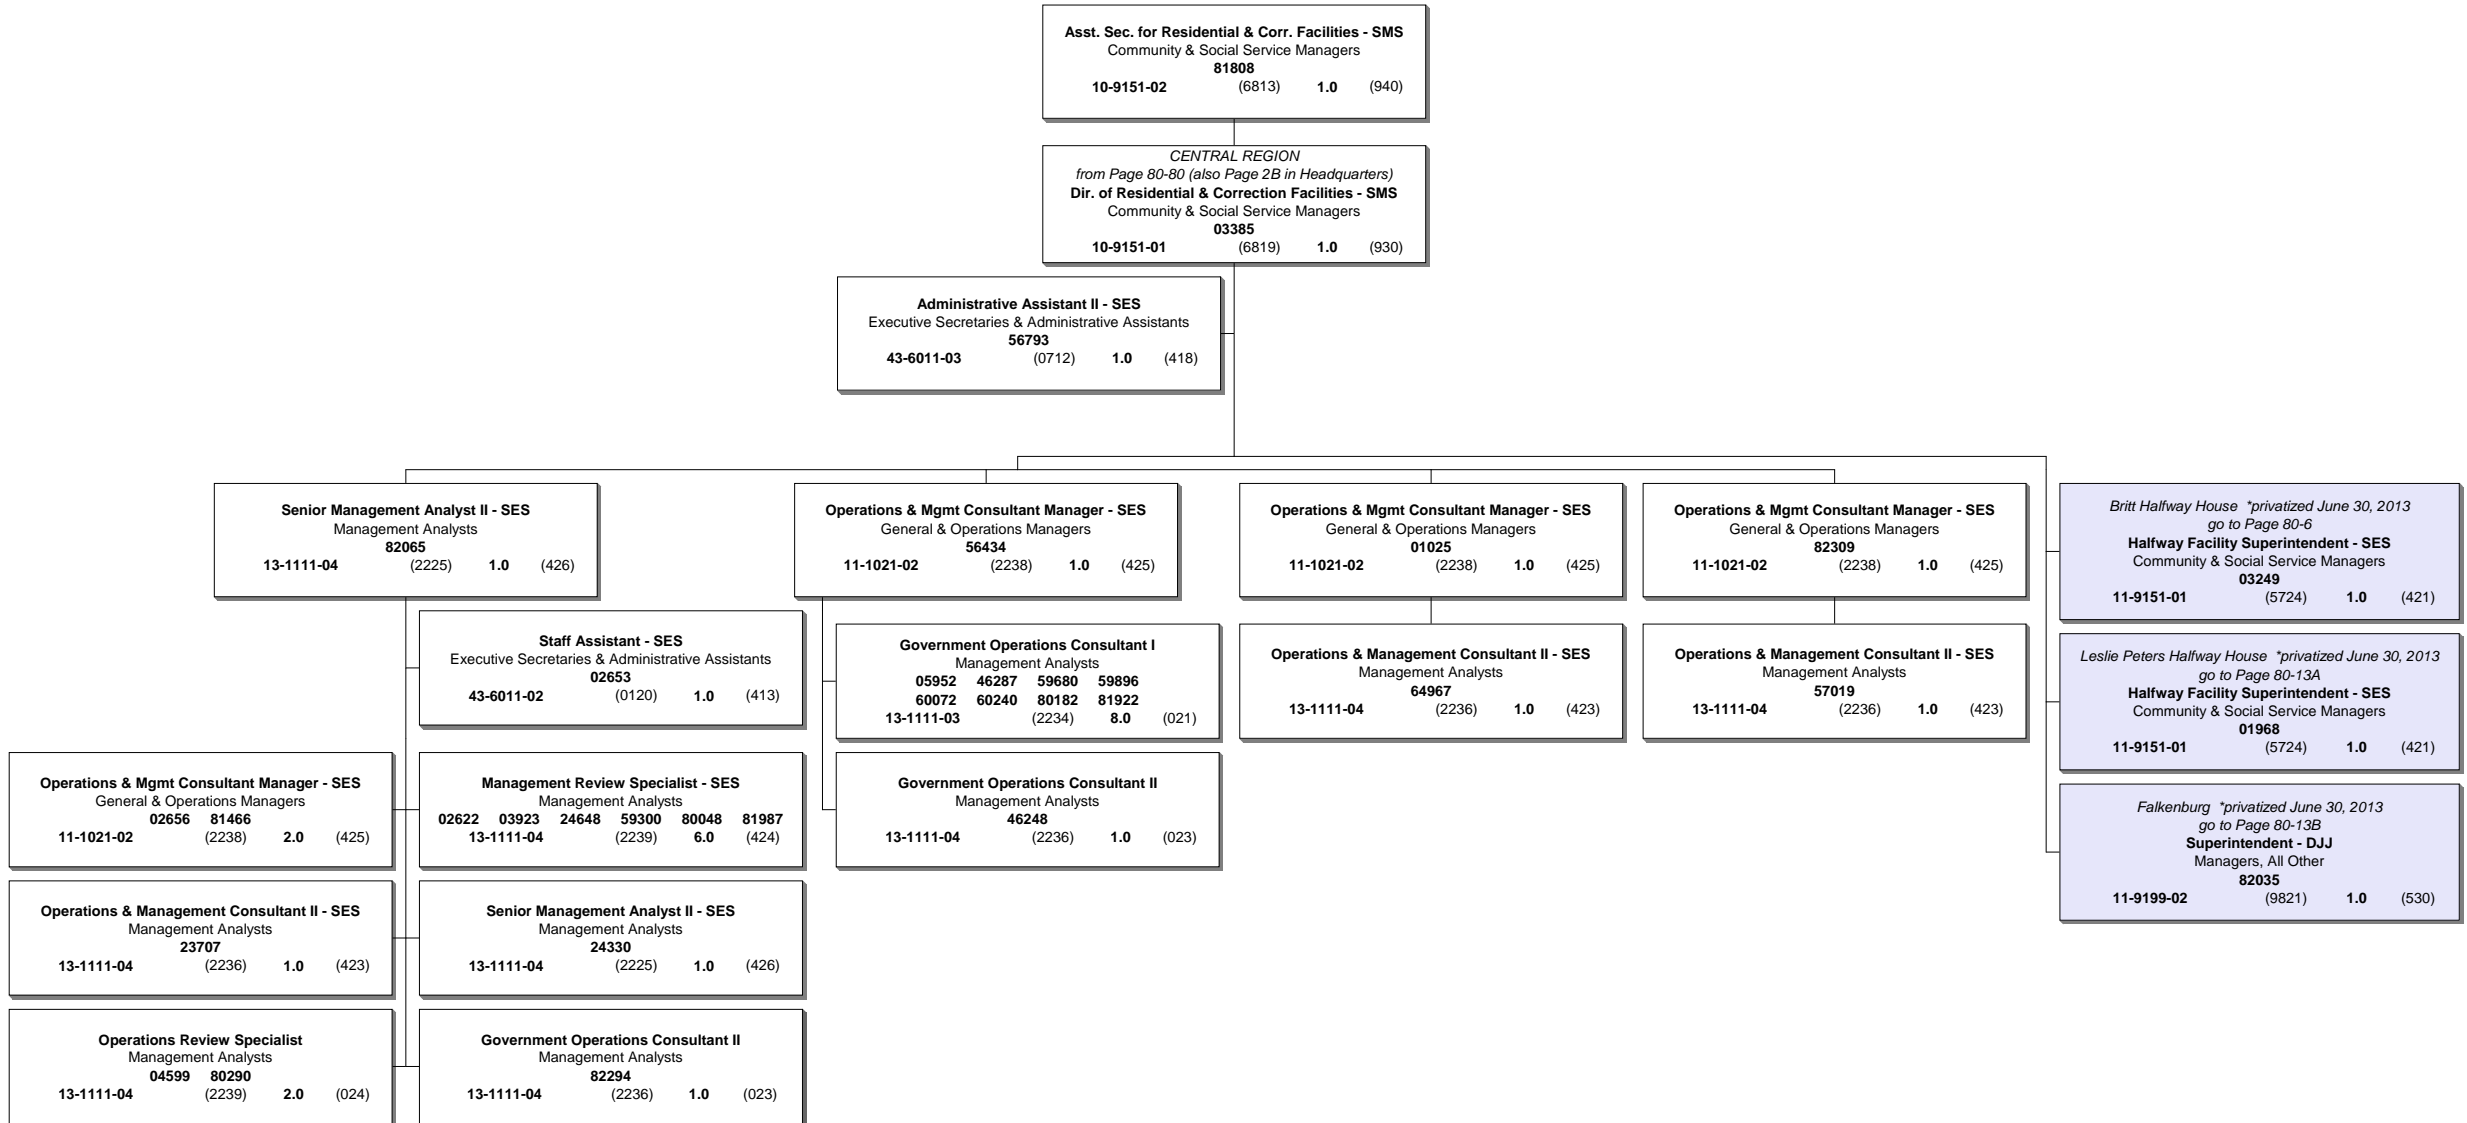 Asst. Sec. for Residential & Corr. Facilities - SMS
Community & Social Service Managers
81808
10-9151-02 (6813) 1.0 (940)
CENTRAL REGION
from Page 80-80 (also Page 2B in Headquarters)
Dir. of Residential & Correction Facilities - SMS
Community & Social Service Managers
03385
10-9151-01 (6819) 1.0 (930)
Administrative Assistant II - SES
Executive Secretaries & Administrative Assistants
56793
43-6011-03 (0712) 1.0 (418)
Senior Management Analyst II - SES
Management Analysts
82065
13-1111-04 (2225) 1.0 (426)
Staff Assistant - SES
Executive Secretaries & Administrative Assistants
02653
43-6011-02 (0120) 1.0 (413)
Operations & Mgmt Consultant Manager - SES
General & Operations Managers
02656 81466
11-1021-02 (2238) 2.0 (425)
Management Review Specialist - SES
Management Analysts
02622 03923 24648 59300 80048 81987
13-1111-04 (2239) 6.0 (424)
Operations & Management Consultant II - SES
Management Analysts
23707
13-1111-04 (2236) 1.0 (423)
Senior Management Analyst II - SES
Management Analysts
24330
13-1111-04 (2225) 1.0 (426)
Operations Review Specialist
Management Analysts
04599 80290
13-1111-04 (2239) 2.0 (024)
Government Operations Consultant II
Management Analysts
82294
13-1111-04 (2236) 1.0 (023)
Operations & Mgmt Consultant Manager - SES
General & Operations Managers
56434
11-1021-02 (2238) 1.0 (425)
Government Operations Consultant I
Management Analysts
05952 46287 59680 59896
60072 60240 80182 81922
13-1111-03 (2234) 8.0 (021)
Government Operations Consultant II
Management Analysts
46248
13-1111-04 (2236) 1.0 (023)
Operations & Mgmt Consultant Manager - SES
General & Operations Managers
01025
11-1021-02 (2238) 1.0 (425)
Operations & Management Consultant II - SES
Management Analysts
64967
13-1111-04 (2236) 1.0 (423)
Operations & Mgmt Consultant Manager - SES
General & Operations Managers
82309
11-1021-02 (2238) 1.0 (425)
Operations & Management Consultant II - SES
Management Analysts
57019
13-1111-04 (2236) 1.0 (423)
Britt Halfway House *privatized June 30, 2013
go to Page 80-6
Halfway Facility Superintendent - SES
Community & Social Service Managers
03249
11-9151-01 (5724) 1.0 (421)
Leslie Peters Halfway House *privatized June 30, 2013
go to Page 80-13A
Halfway Facility Superintendent - SES
Community & Social Service Managers
01968
11-9151-01 (5724) 1.0 (421)
Falkenburg *privatized June 30, 2013
go to Page 80-13B
Superintendent - DJJ
Managers, All Other
82035
11-9199-02 (9821) 1.0 (530)